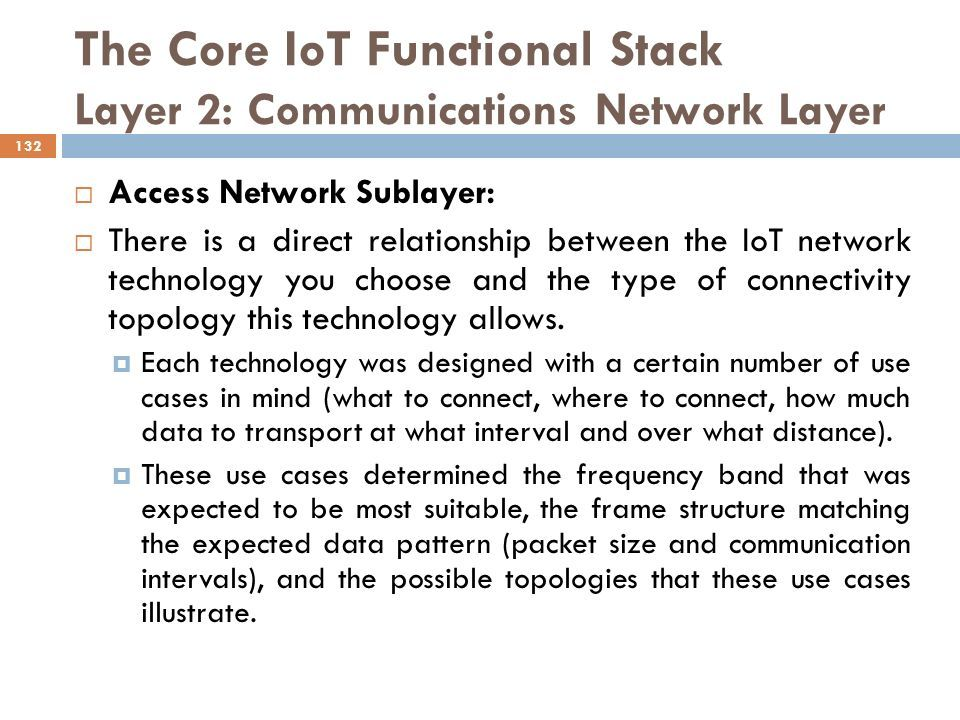 The Core IoT Functional Stack
Layer 2: Communications Network Layer
132
Access Network Sublayer:
There is a direct relationship between the IoT network
technology you choose and the type of connectivity
topology this technology allows.
Each technology was designed with a certain number of use
cases in mind (what to connect, where to connect, how much
data to transport at what interval and over what distance).
These use cases determined the frequency band that was
expected to be most suitable, the frame structure matching
the expected data pattern (packet size and communication
intervals), and the possible topologies that these use cases
illustrate.